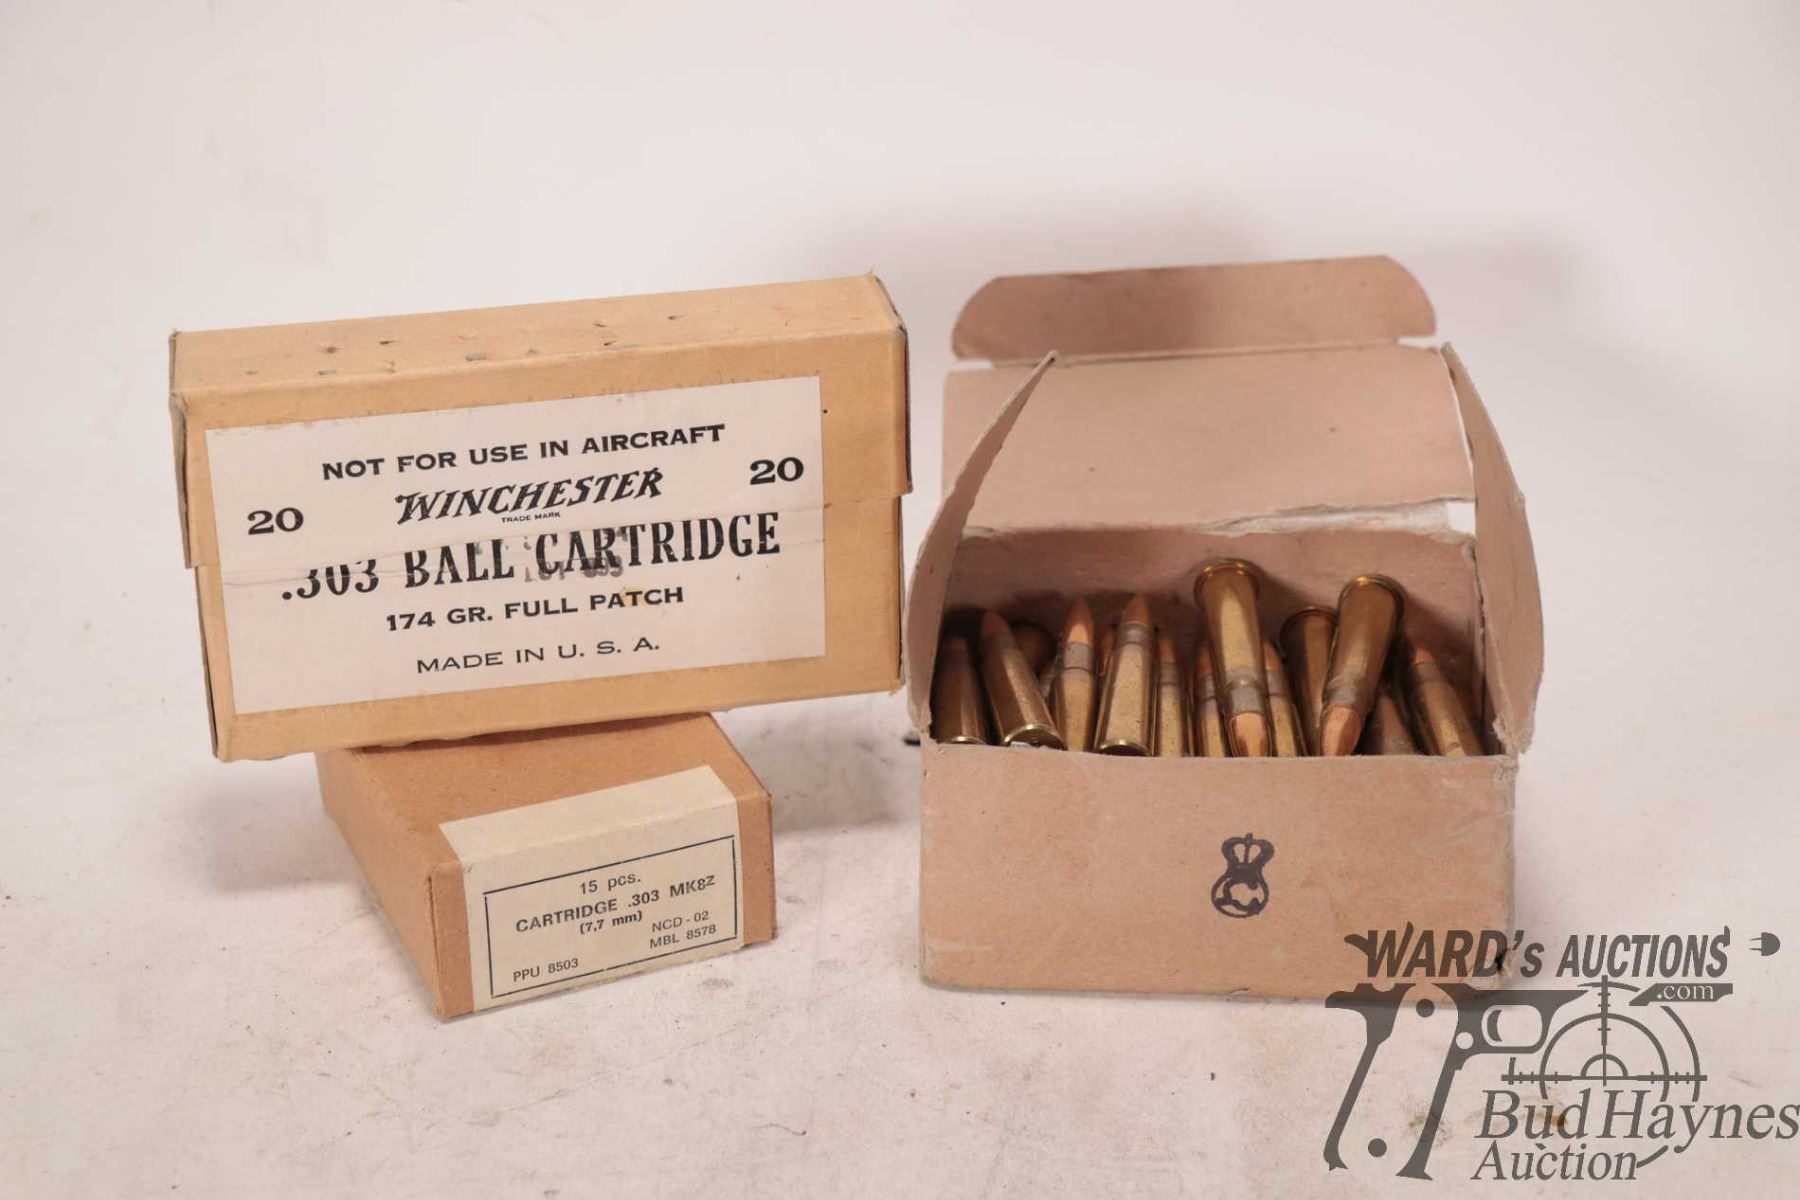 NOT FOR USE IN AIRCRAFT
20 WINCHESTER 20
TRADE MARK
.303 BALL CARTRIDGE
174 GR. FULL PATCH
MADE IN U. S. A.
15 pcs.
CARTRIDGE .303 MK8Z
(7,7 mm) NCD - 02
MBL 8578
PPU 8503
WARD's AUCTIONS
.com
Bud Haynes
Auction